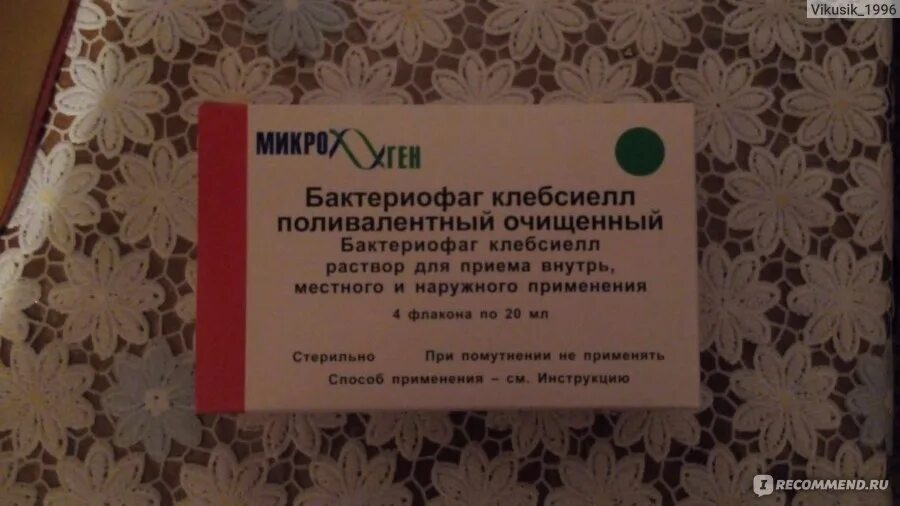 Vikusik_1996
МИКРОГЕН
Бактериофаг клебсиелл
поливалентный очищенный
Бактериофаг клебсиелл
раствор для приема внутрь,
местного и наружного применения
4 флакона по 20 мл
Стерильно При помутнении не применять
Способ применения – см. Инструкцию
IRECOMMEND.RU